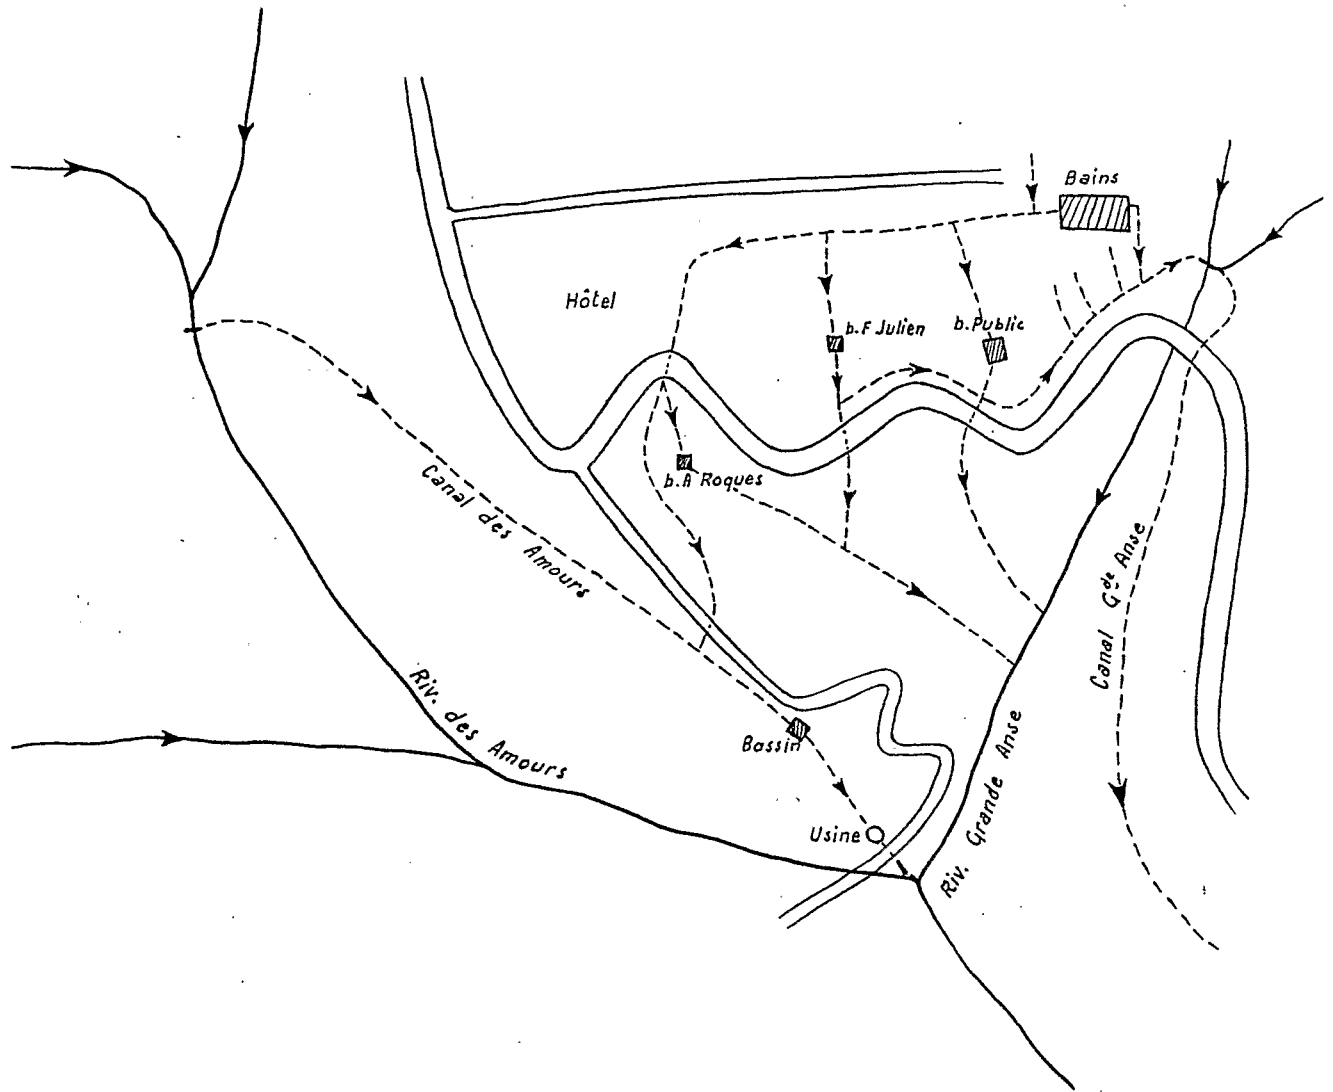 Bains
Hôtel
b. F Julien
b. Public
b. A Roques
Canal des Amours
Canal Gde Anse
Riv. des Amours
Bassin
Usine
Riv. Grande Anse